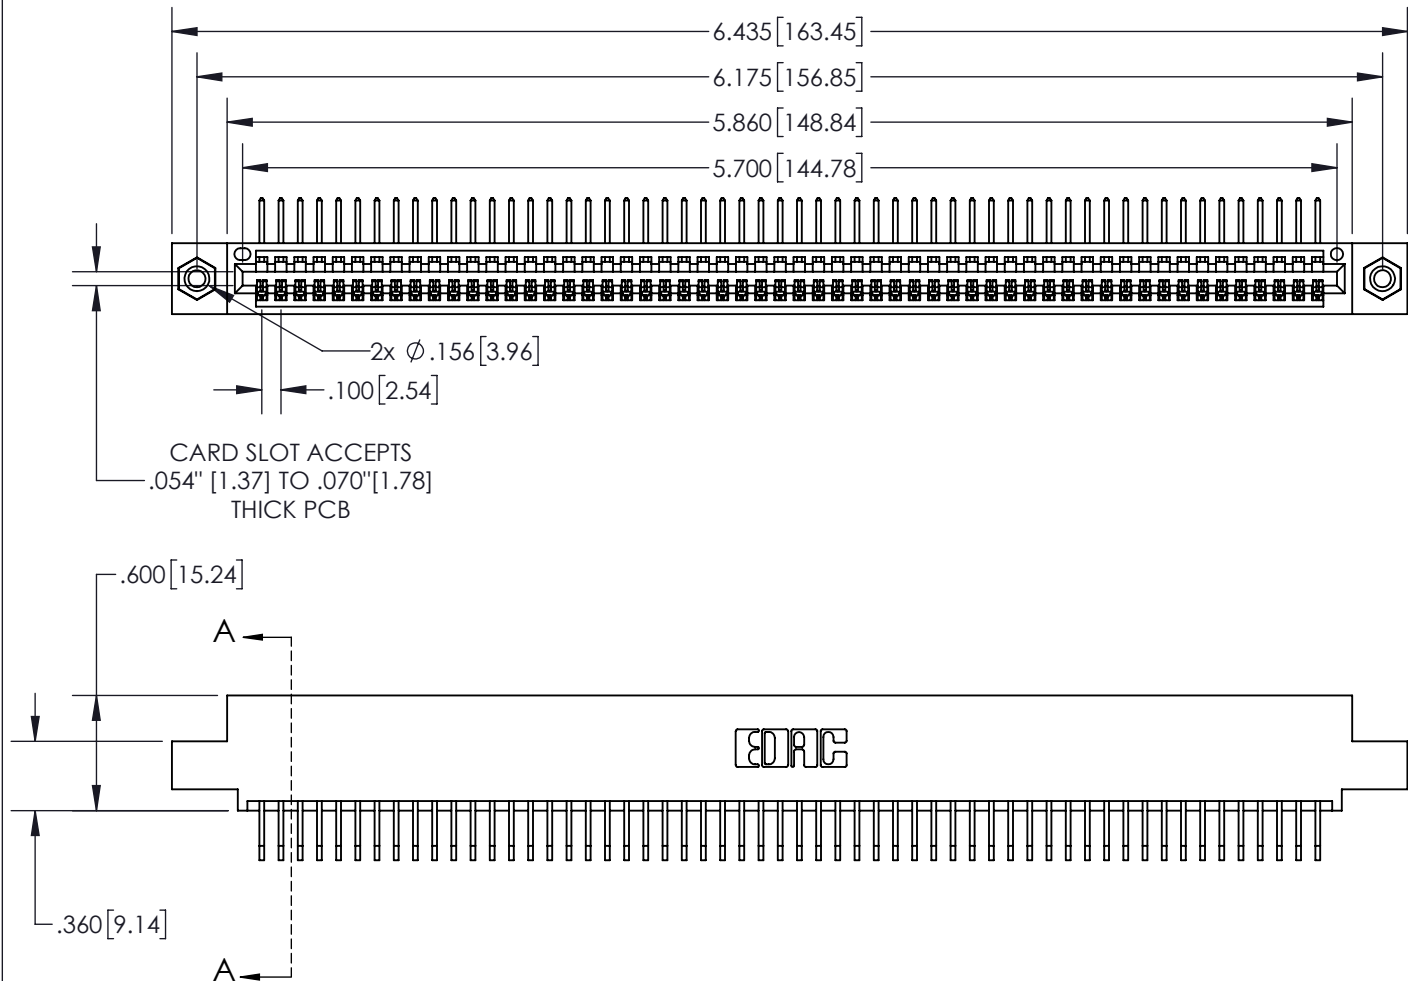 6.435[163.45]
6.175[156.85]
5.860[148.84]
5.700[144.78]
2x Ø.156[3.96]
.100[2.54]
CARD SLOT ACCEPTS
.054" [1.37] TO .070"[1.78]
THICK PCB
.600[15.24]
A
EDAC
.360[9.14]
A